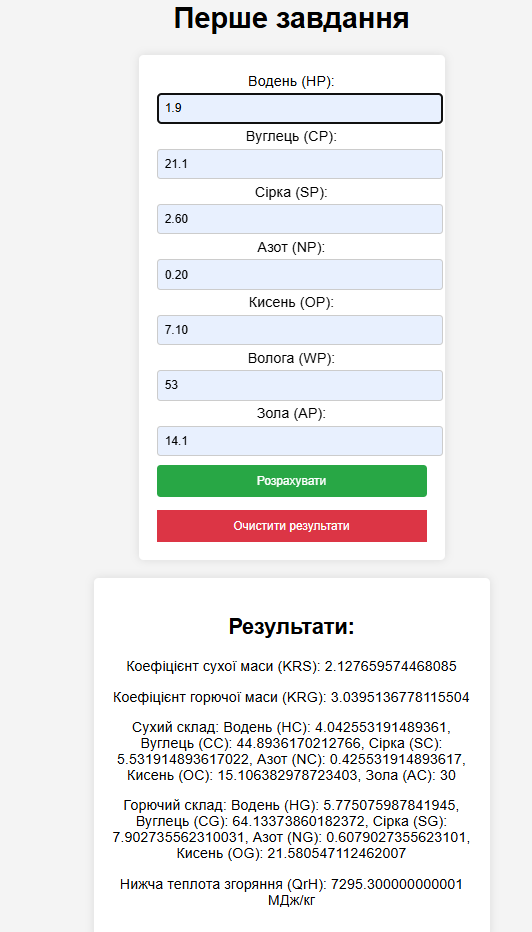 Перше завдання
Водень (HP):
1.9
Вуглець (CP):
21.1
Сірка (SP):
2.60
Азот (NP):
0.20
Кисень (OP):
7.10
Волога (WP):
53
Зола (AP):
14.1
Розрахувати
Очистити результати
Результати:
Коефіцієнт сухої маси (KRS): 2.127659574468085
Коефіцієнт горючої маси (KRG): 3.0395136778115504
Сухий склад: Водень (HC): 4.042553191489361,
Вуглець (CC): 44.8936170212766, Сірка (SC):
5.531914893617022, Азот (NC): 0.425531914893617,
Кисень (OC): 15.106382978723403, Зола (AC): 30
Горючий склад: Водень (HG): 5.775075987841945,
Вуглець (CG): 64.13373860182372, Сірка (SG):
7.902735562310031, Азот (NG): 0.6079027355623101,
Кисень (OG): 21.580547112462007
Нижча теплота згоряння (QrH): 7295.300000000001
МДж/кг